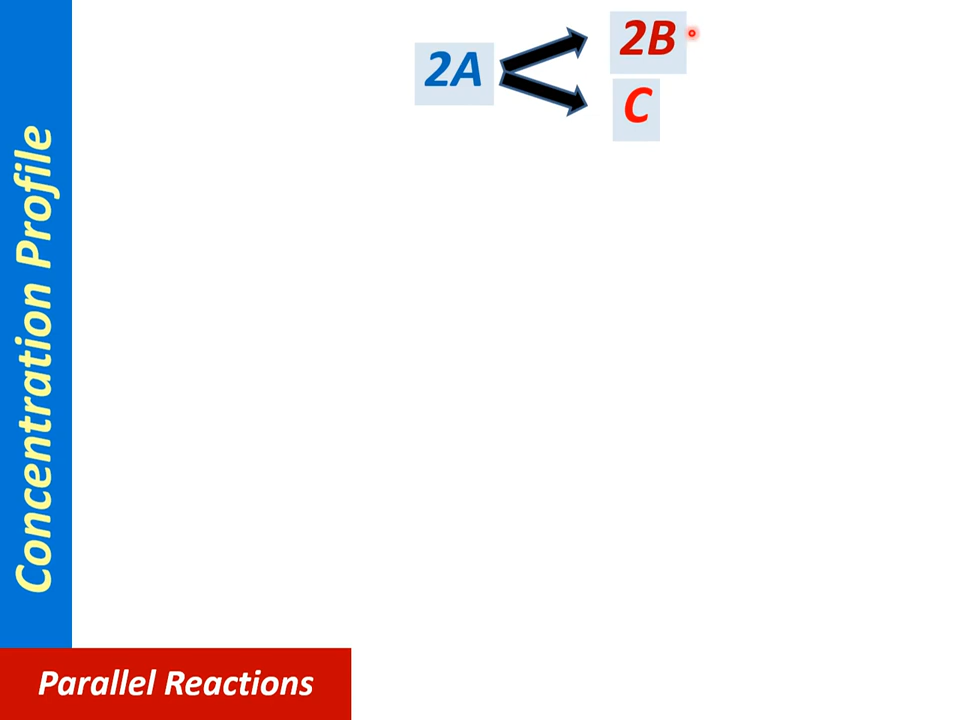 2A
2B
C
Concentration Profile
Parallel Reactions